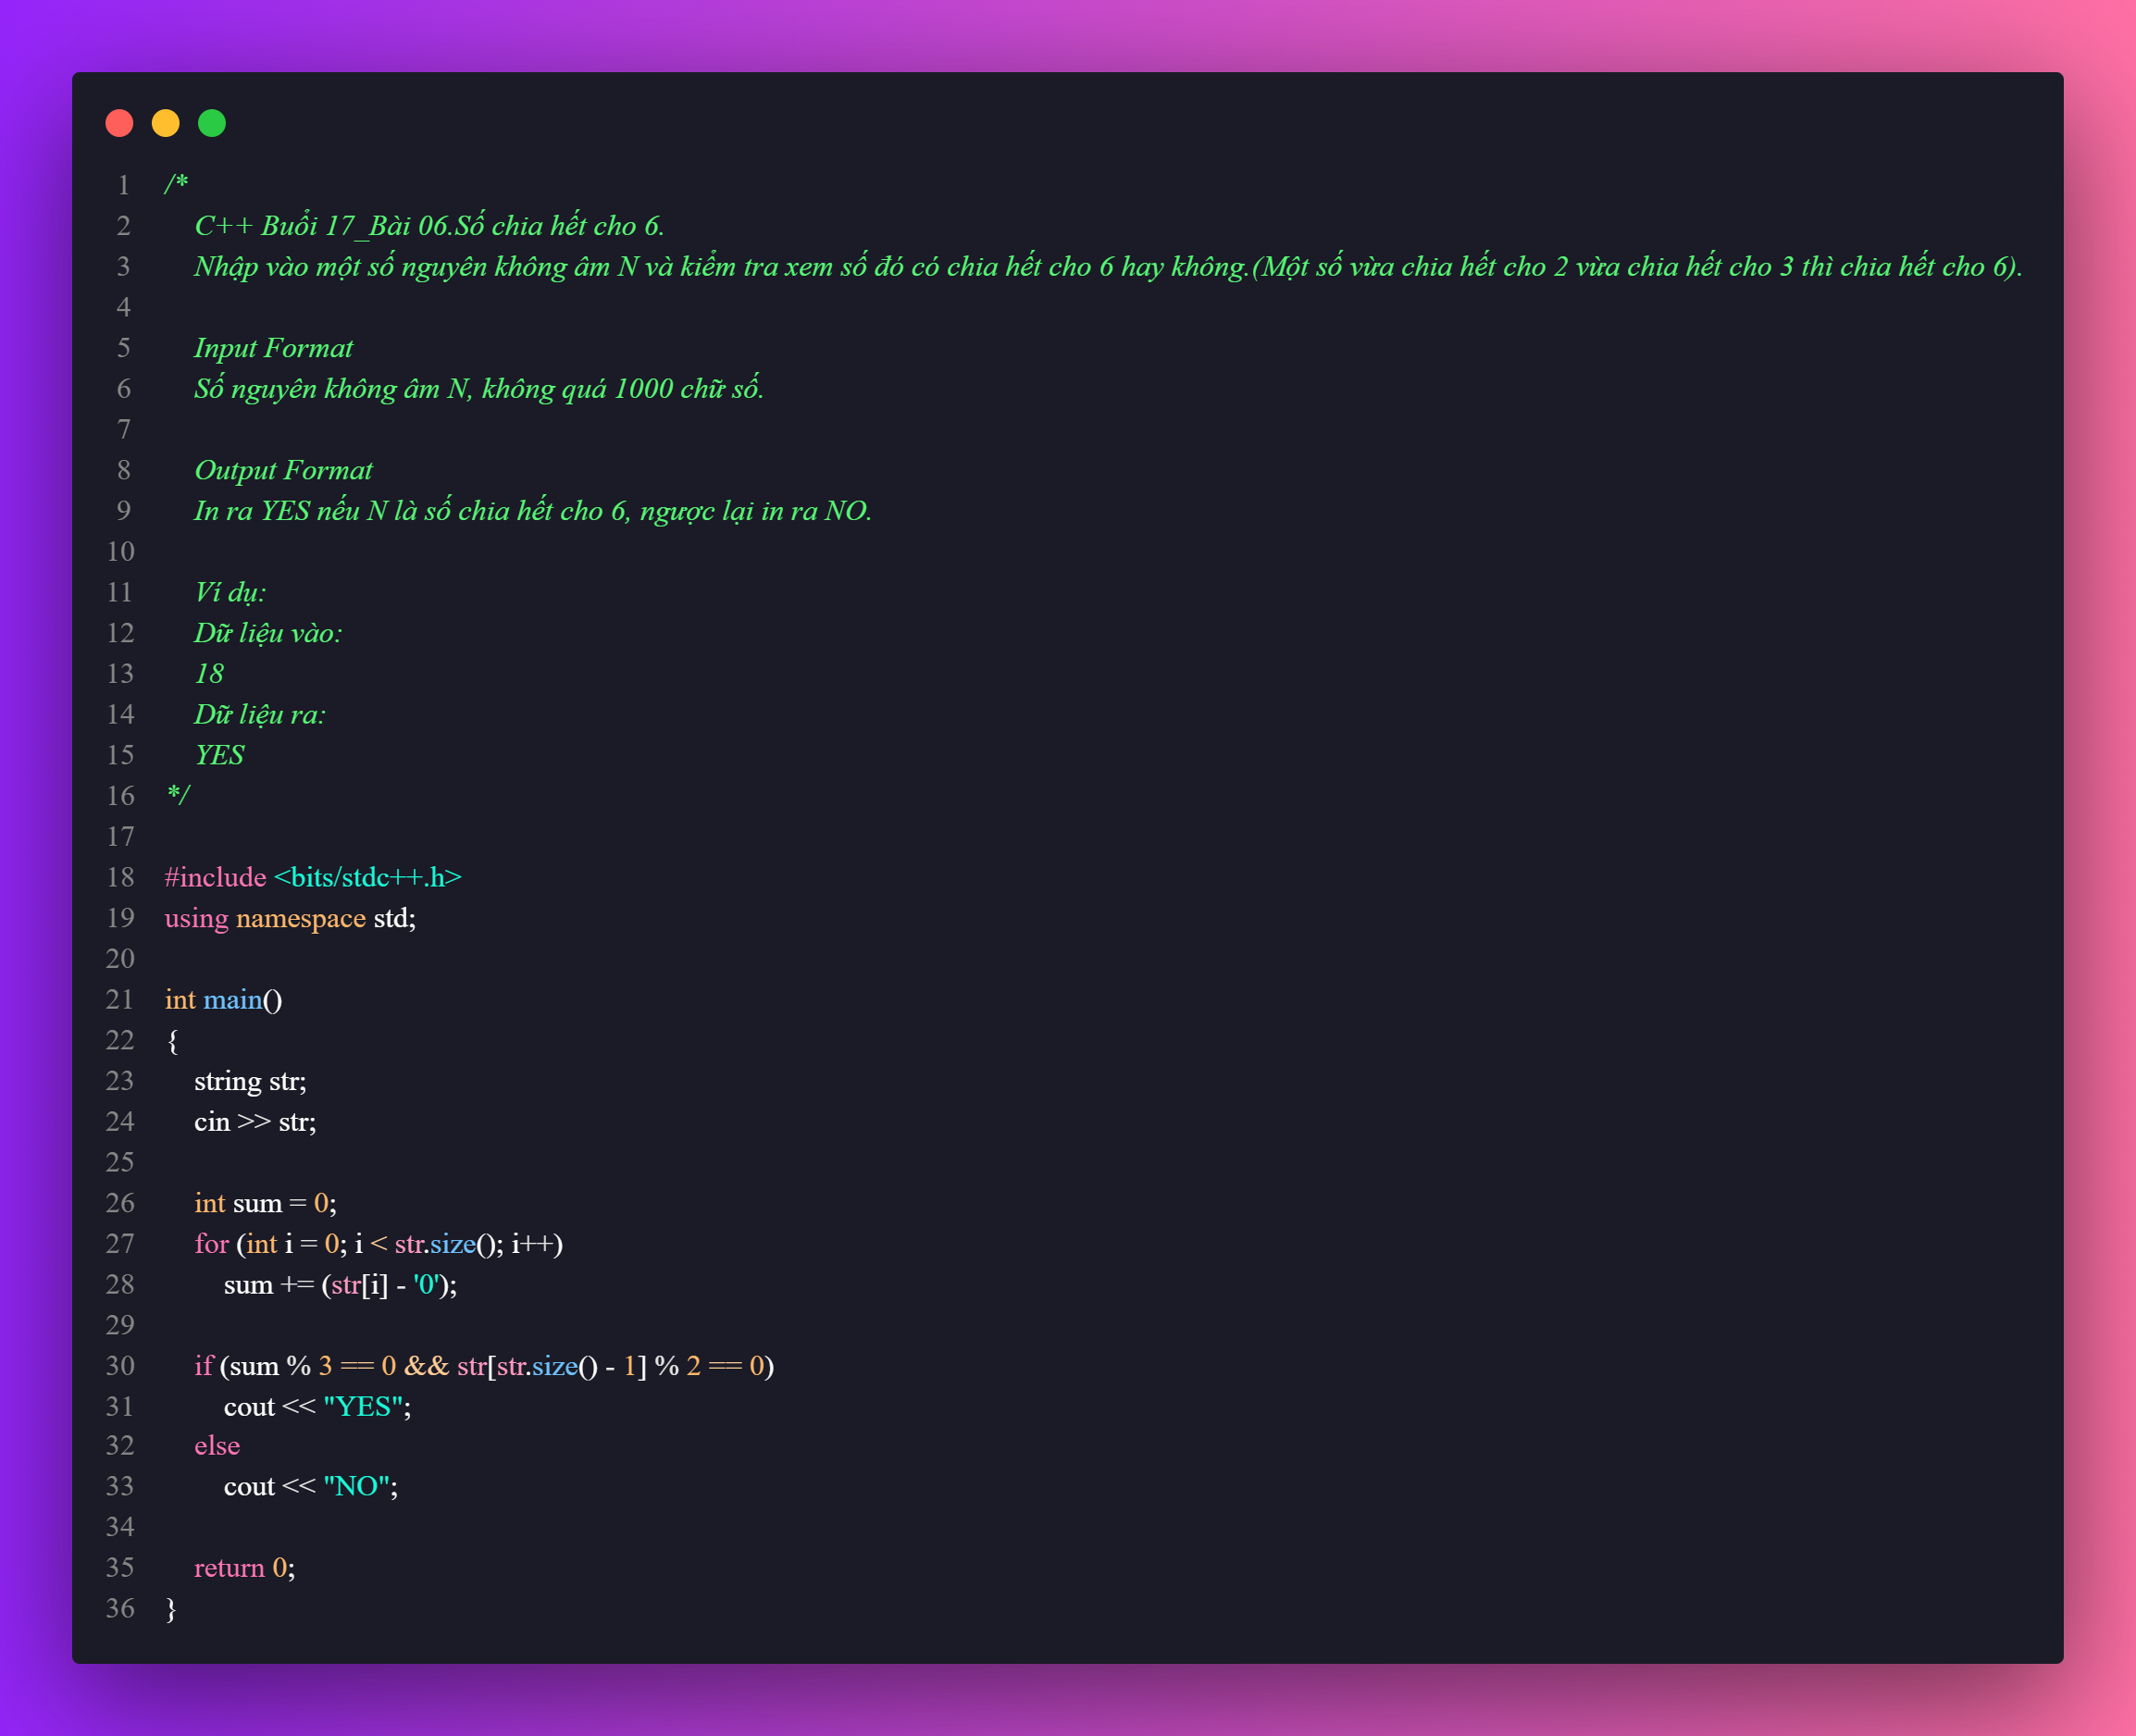 1 /*
2 C++ Buổi 17_Bài 06.Số chia hết cho 6.
3 Nhập vào một số nguyên không âm N và kiểm tra xem số đó có chia hết cho 6 hay không.(Một số vừa chia hết cho 2 vừa chia hết cho 3 thì chia hết cho 6).
4
5 Input Format
6 Số nguyên không âm N, không quá 1000 chữ số.
7
8 Output Format
9 In ra YES nếu N là số chia hết cho 6, ngược lại in ra NO.
10
11 Ví dụ:
12 Dữ liệu vào:
13 18
14 Dữ liệu ra:
15 YES
16 */
17
18 #include <bits/stdc++.h>
19 using namespace std;
20
21 int main()
22 {
23 string str;
24 cin >> str;
25
26 int sum = 0;
27 for (int i = 0; i < str.size(); i++)
28 sum += (str[i] - '0');
29
30 if (sum % 3 == 0 && str[str.size() - 1] % 2 == 0)
31 cout << "YES";
32 else
33 cout << "NO";
34
35 return 0;
36 }